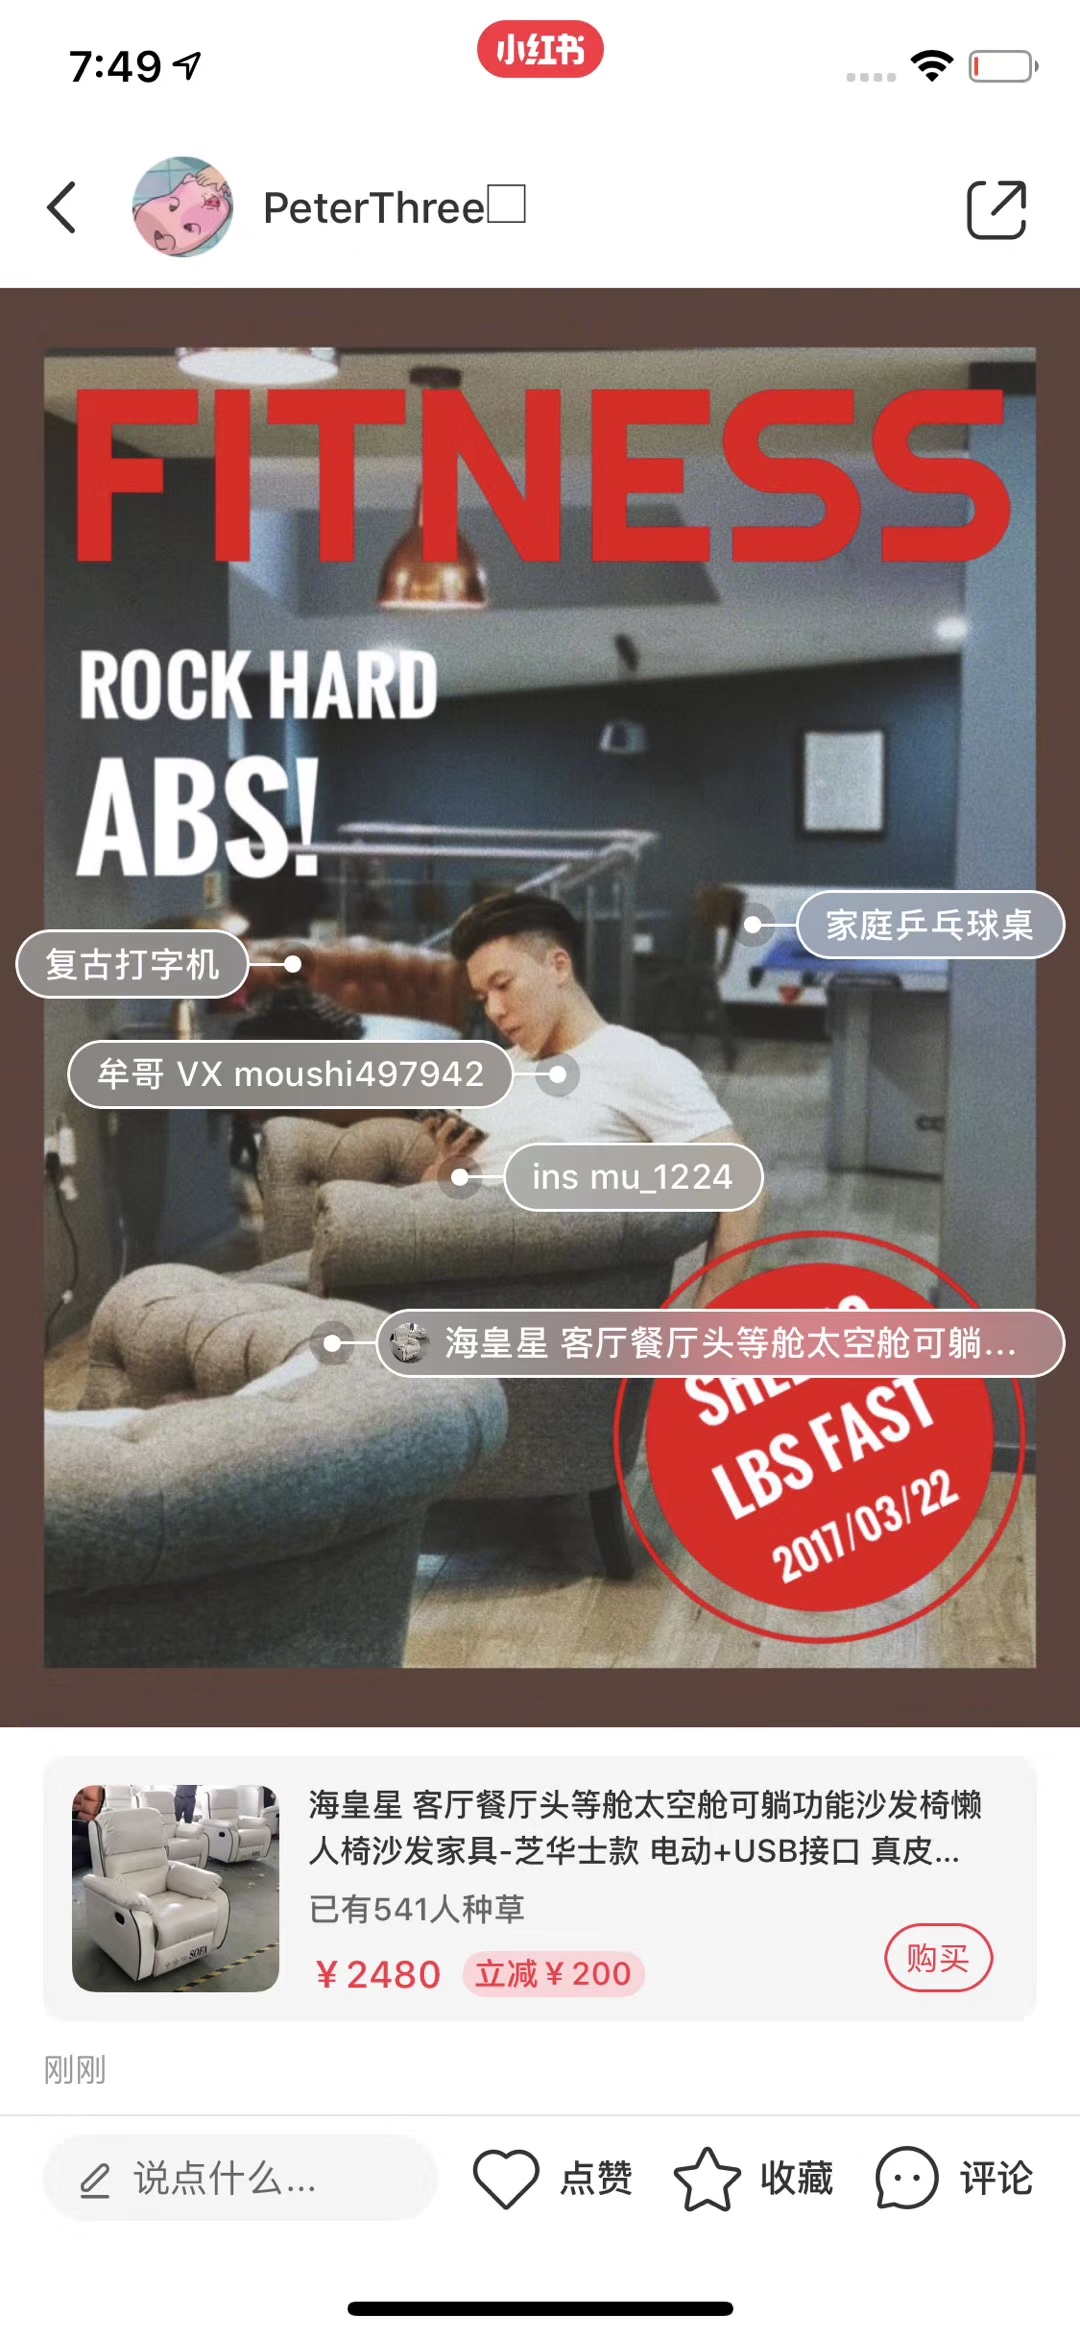 7:49
小红书
PeterThree
FITNESS
ROCK HARD
ABS!
家庭乒乓球桌
复古打字机
牟哥 VX moushi497942
ins mu_1224
海皇星 客厅餐厅头等舱太空舱可躺...
LBS FAST
2017/03/22
海皇星 客厅餐厅头等舱太空舱可躺功能沙发椅懒
人椅沙发家具-芝华士款 电动+USB接口 真皮...
已有541人种草
¥2480 立减¥200
购买
SOFA
刚刚
说点什么... 点赞 收藏 评论